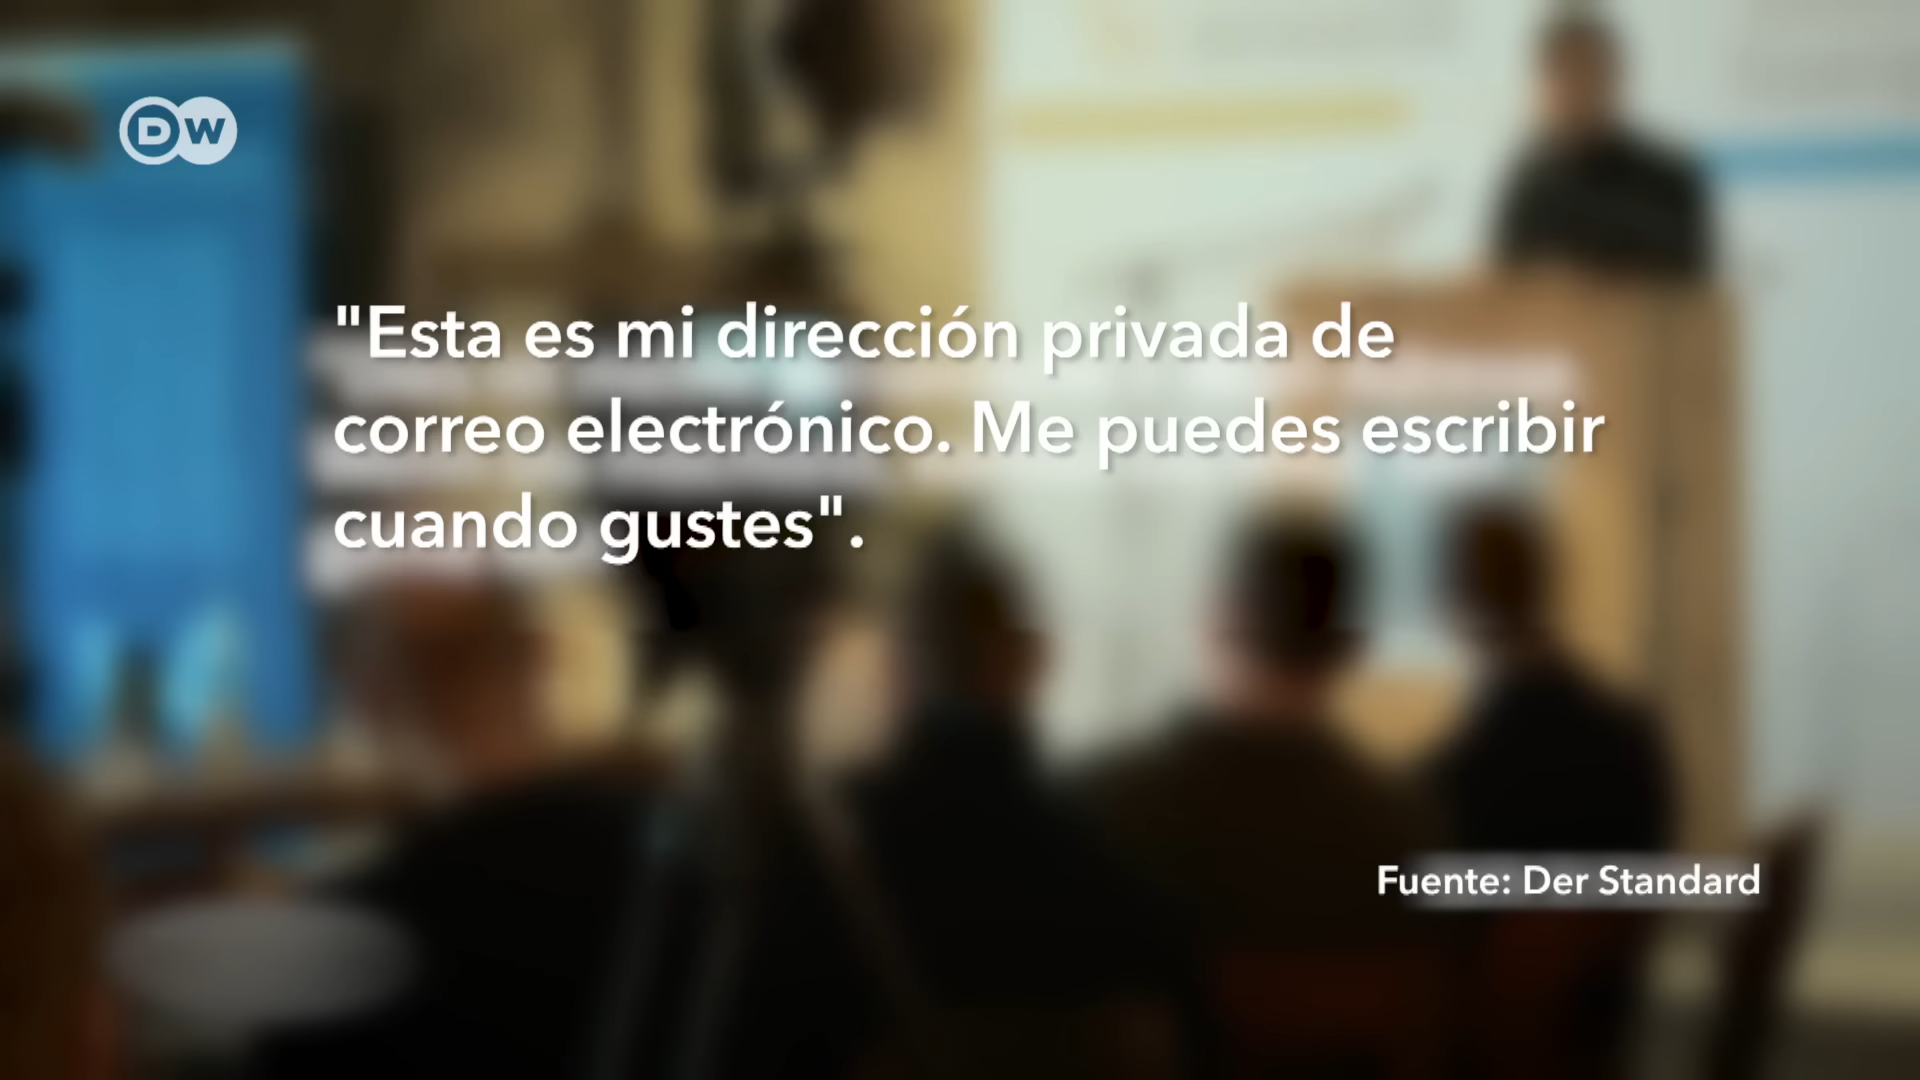 DW
"Esta es mi dirección privada de
correo electrónico. Me puedes escribir
cuando gustes".
Fuente: Der Standard